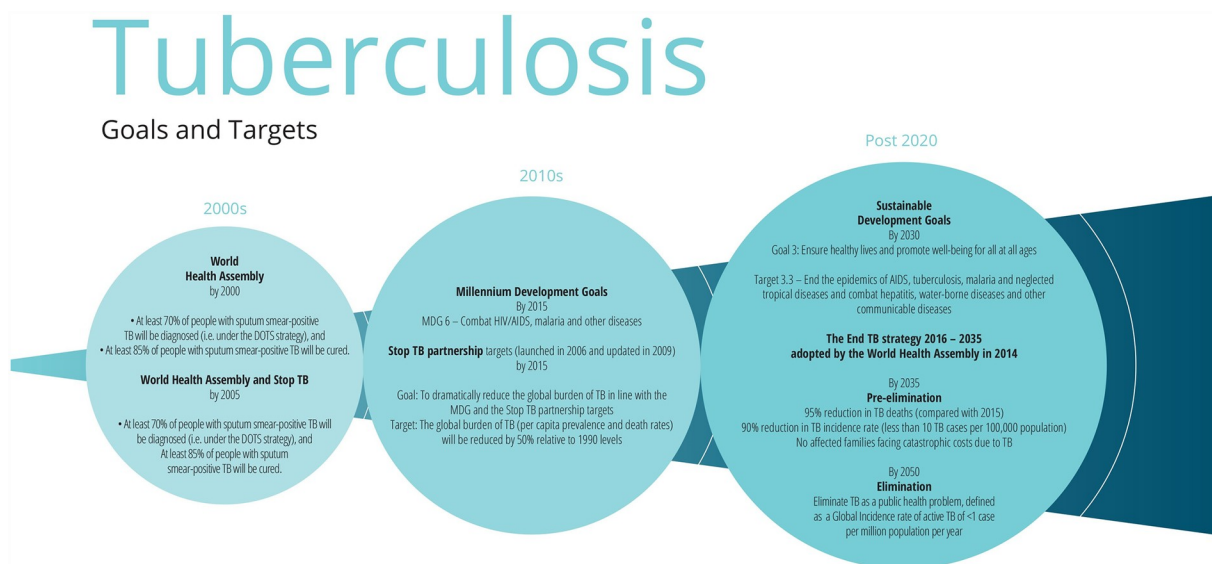 Tuberculosis
Goals and Targets
2000s
World
Health Assembly
by 2000
• At least 70% of people with sputum smear-positive
TB will be diagnosed (i.e. under the DOTS strategy), and
• At least 85% of people with sputum smear-positive TB will be cured.
World Health Assembly and Stop TB
by 2005
• At least 70% of people with sputum smear-positive TB will
be diagnosed (i.e. under the DOTS strategy), and
At least 85% of people with sputum
smear-positive TB will be cured.
2010s
Millennium Development Goals
By 2015
MDG 6 – Combat HIV/AIDS, malaria and other diseases
Stop TB partnership targets (launched in 2006 and updated in 2009)
by 2015
Goal: To dramatically reduce the global burden of TB in line with the
MDG and the Stop TB partnership targets
Target: The global burden of TB (per capita prevalence and death rates)
will be reduced by 50% relative to 1990 levels
Post 2020
Sustainable
Development Goals
By 2030
Goal 3: Ensure healthy lives and promote well-being for all at all ages
Target 3.3 – End the epidemics of AIDS, tuberculosis, malaria and neglected
tropical diseases and combat hepatitis, water-borne diseases and other
communicable diseases
The End TB strategy 2016 – 2035
adopted by the World Health Assembly in 2014
By 2035
Pre-elimination
95% reduction in TB deaths (compared with 2015)
90% reduction in TB incidence rate (less than 10 TB cases per 100,000 population)
No affected families facing catastrophic costs due to TB
By 2050
Elimination
Eliminate TB as a public health problem, defined
as a Global Incidence rate of active TB of <1 case
per million population per year